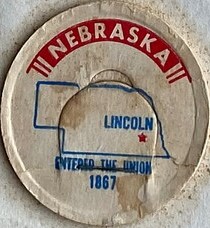 NEBRASKA
LINCOLN
ENTERED THE UNION
1867